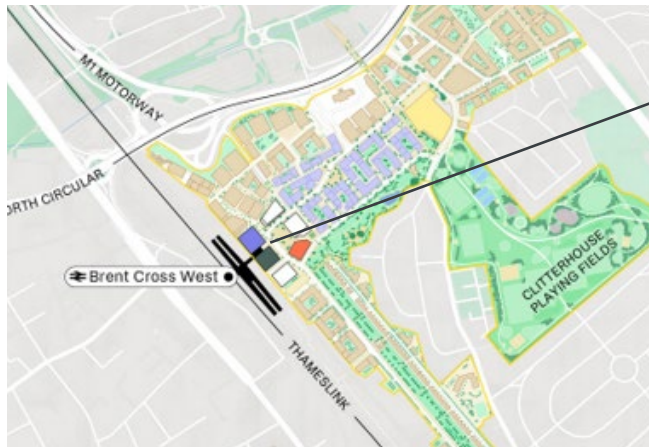 M1 MOTORWAY
ORTH CIRCULAR
Brent Cross West
THAMESLINK
CLITTERHOUSE
PLAYING FIELDS